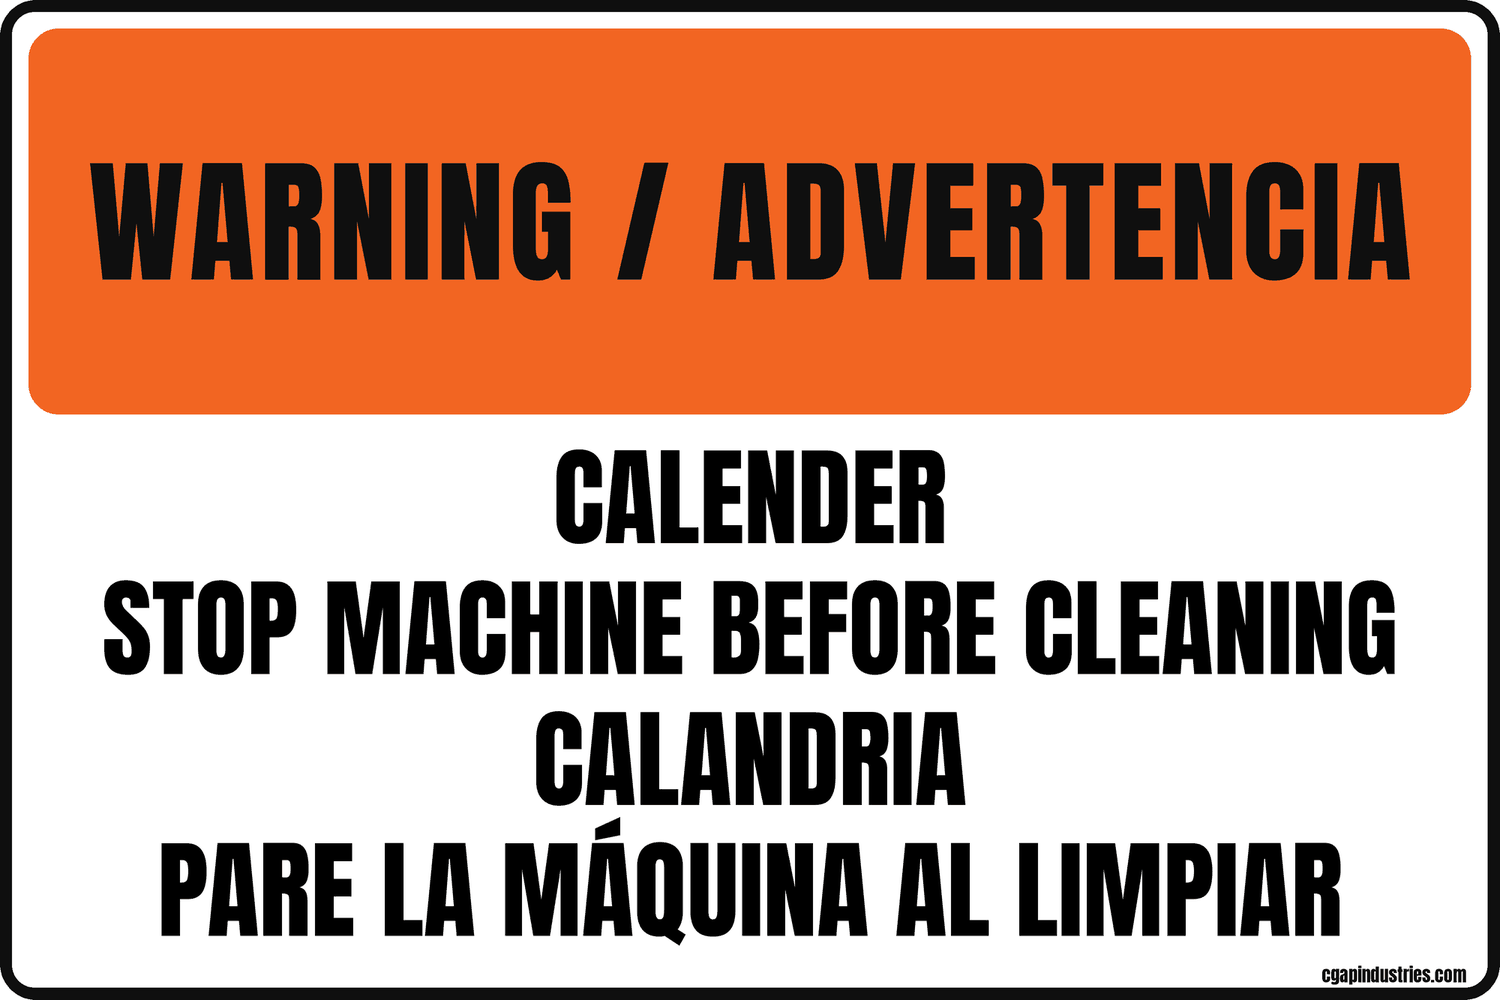 WARNING / ADVERTENCIA
CALENDER
STOP MACHINE BEFORE CLEANING
CALANDRIA
PARE LA MÁQUINA AL LIMPIAR
cgapindustries.com